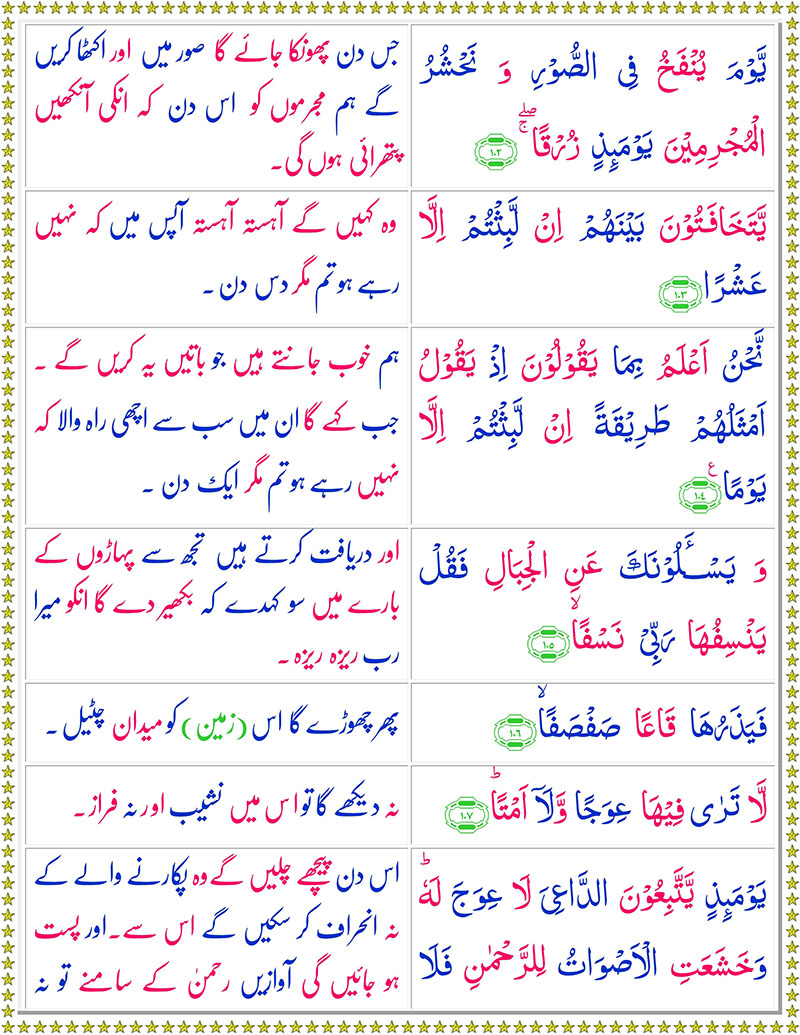 یَّوْمَ یُنْفَخُ فِی الصُّوْرِ وَ نَحْشُرُ
الْمُجْرِمِیْنَ یَوْمَىِٕذٍ زُرْقًا ۖۚ ﴿۱۰۲﴾
جس دن پھونکا جائے گا صور میں اور اکٹھا کریں
گے ہم مجرموں کو اس دن کہ انکی آنکھیں
پتھرائی ہوں گی۔
یَّتَخَافَتُوْنَ بَیْنَهُمْ اِنْ لَّبِثْتُمْ اِلَّا
عَشْرًا ﴿۱۰۳﴾
وہ کہیں گے آہستہ آہستہ آپس میں کہ نہیں
رہے ہو تم مگر دس دن ۔
نَّحْنُ اَعْلَمُ بِمَا یَقُوْلُوْنَ اِذْ یَقُوْلُ
اَمْثَلُهُمْ طَرِیْقَةً اِنْ لَّبِثْتُمْ اِلَّا
یَوْمًا ﴿۱۰۴﴾ ع
ہم خوب جانتے ہیں جو باتیں یہ کریں گے ۔
جب کہے گا ان میں سب سے اچھی راہ والا کہ
نہیں رہے ہو تم مگر ایک دن ۔
وَ یَسْـَٔلُوْنَكَ عَنِ الْجِبَالِ فَقُلْ
یَنْسِفُهَا رَبِّیْ نَسْفًا ۙ ﴿۱۰۵﴾
اور دریافت کرتے ہیں تجھ سے پہاڑوں کے
بارے میں سو کہدے کہ بکھیر دے گا انکو میرا
رب ریزہ ریزہ ۔
فَیَذَرُهَا قَاعًا صَفْصَفًا ۙ ﴿۱۰۶﴾
پھر چھوڑے گا اس (زمین) کو میدان چٹیل ۔
لَّا تَرٰی فِیْهَا عِوَجًا وَّلَاۤ اَمْتًا ؕ ﴿۱۰۷﴾
نہ دیکھے گا تو اس میں نشیب اور نہ فراز۔
یَوْمَىِٕذٍ یَّتَّبِعُوْنَ الدَّاعِیَ لَا عِوَجَ لَهٗ ؕ
وَخَشَعَتِ الْاَصْوَاتُ لِلرَّحْمٰنِ فَلَا
اس دن پیچھے چلیں گے وہ پکارنے والے کے
نہ انحراف کر سکیں گے اس سے۔اور پست
ہو جائیں گی آوازیں رحمنٰ کے سامنے تو نہ